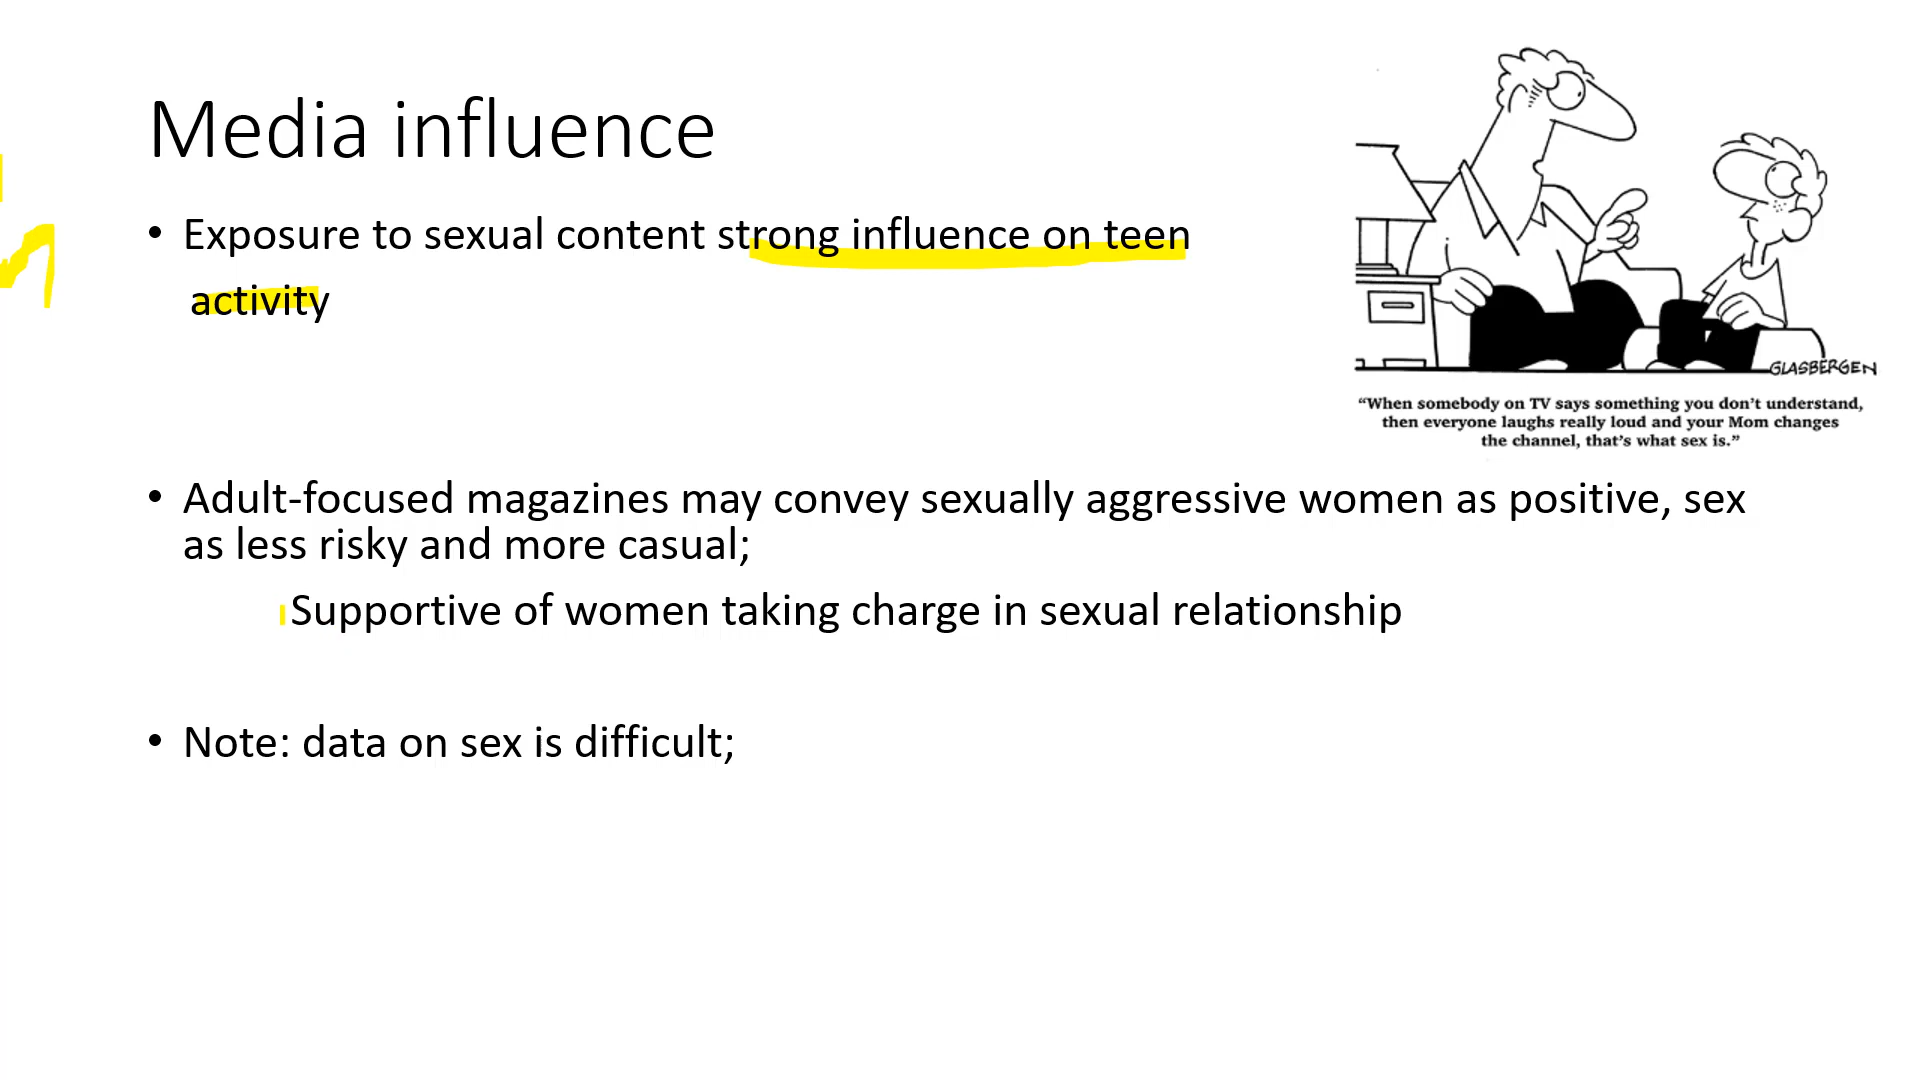 Media influence
• Exposure to sexual content strong influence on teen
activity
GLASBERGEN
“When somebody on TV says something you don’t understand,
then everyone laughs really loud and your Mom changes
the channel, that’s what sex is.”
• Adult-focused magazines may convey sexually aggressive women as positive, sex
as less risky and more casual;
Supportive of women taking charge in sexual relationship
• Note: data on sex is difficult;